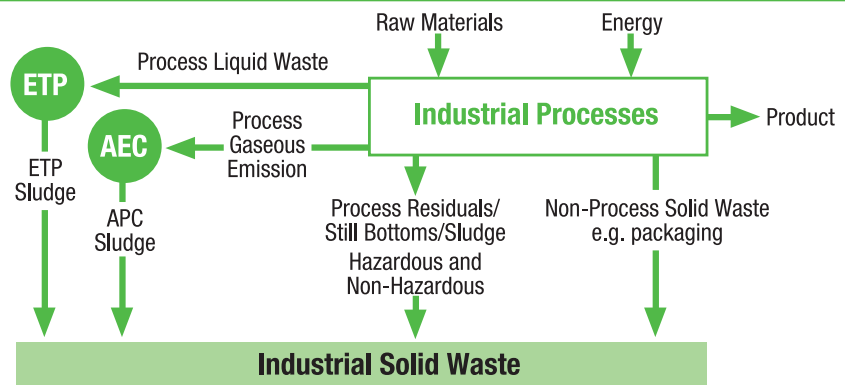 Raw Materials
Energy
Process Liquid Waste
ETP
Industrial Processes
Product
Process
Gaseous
Emission
AEC
ETP
Sludge
APC
Sludge
Process Residuals/
Still Bottoms/Sludge
Hazardous and
Non-Hazardous
Non-Process Solid Waste
e.g. packaging
Industrial Solid Waste